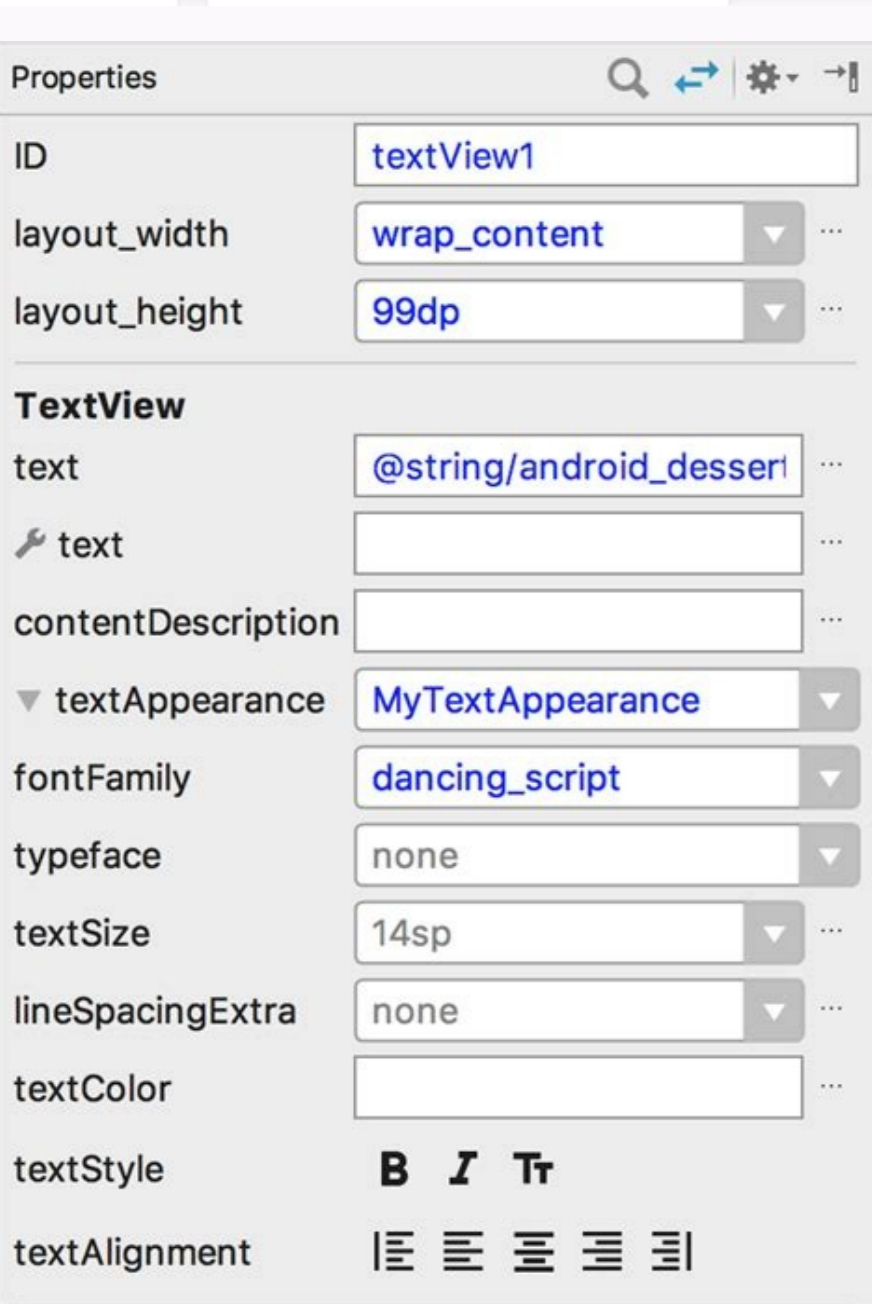 Properties
ID textView1
layout_width wrap_content ...
layout_height 99dp ...
TextView
text @string/android_dessert ...
text ...
contentDescription ...
textAppearance MyTextAppearance
fontFamily dancing_script
typeface none
textSize 14sp ...
lineSpacingExtra none ...
textColor ...
textStyle B I Tт
textAlignment